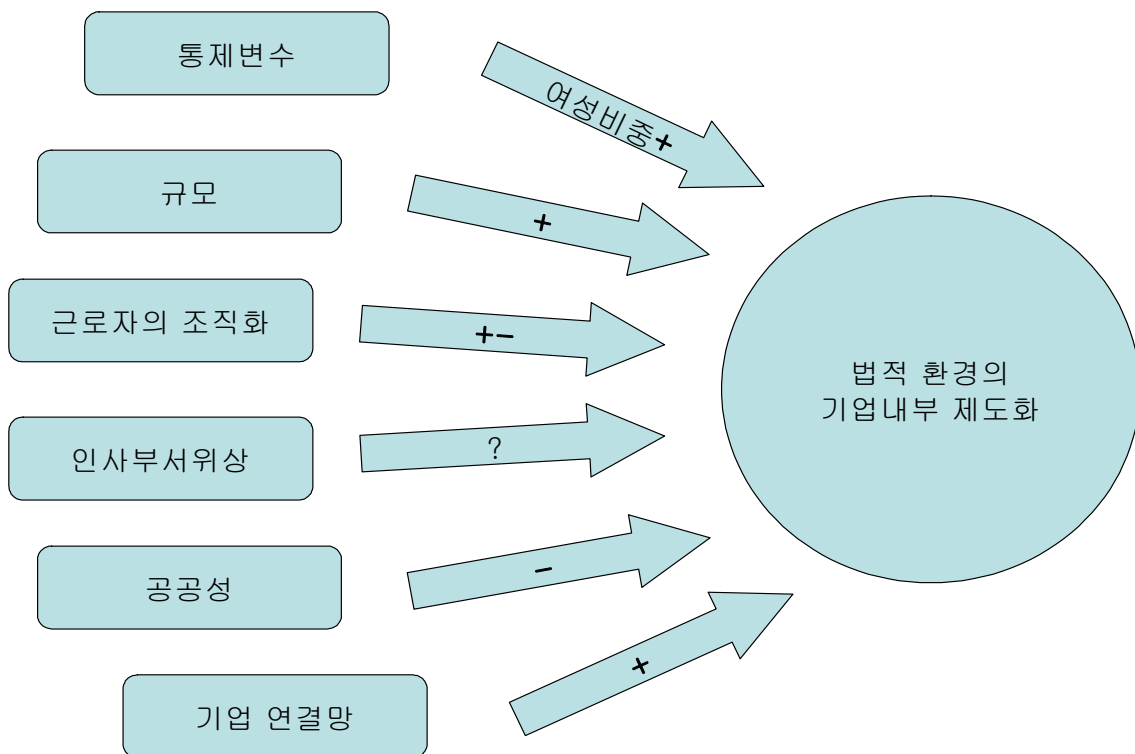 통제변수
여성비중+
규모
+
근로자의 조직화
+-
인사부서위상
?
공공성
-
기업 연결망
+
법적 환경의
기업내부 제도화